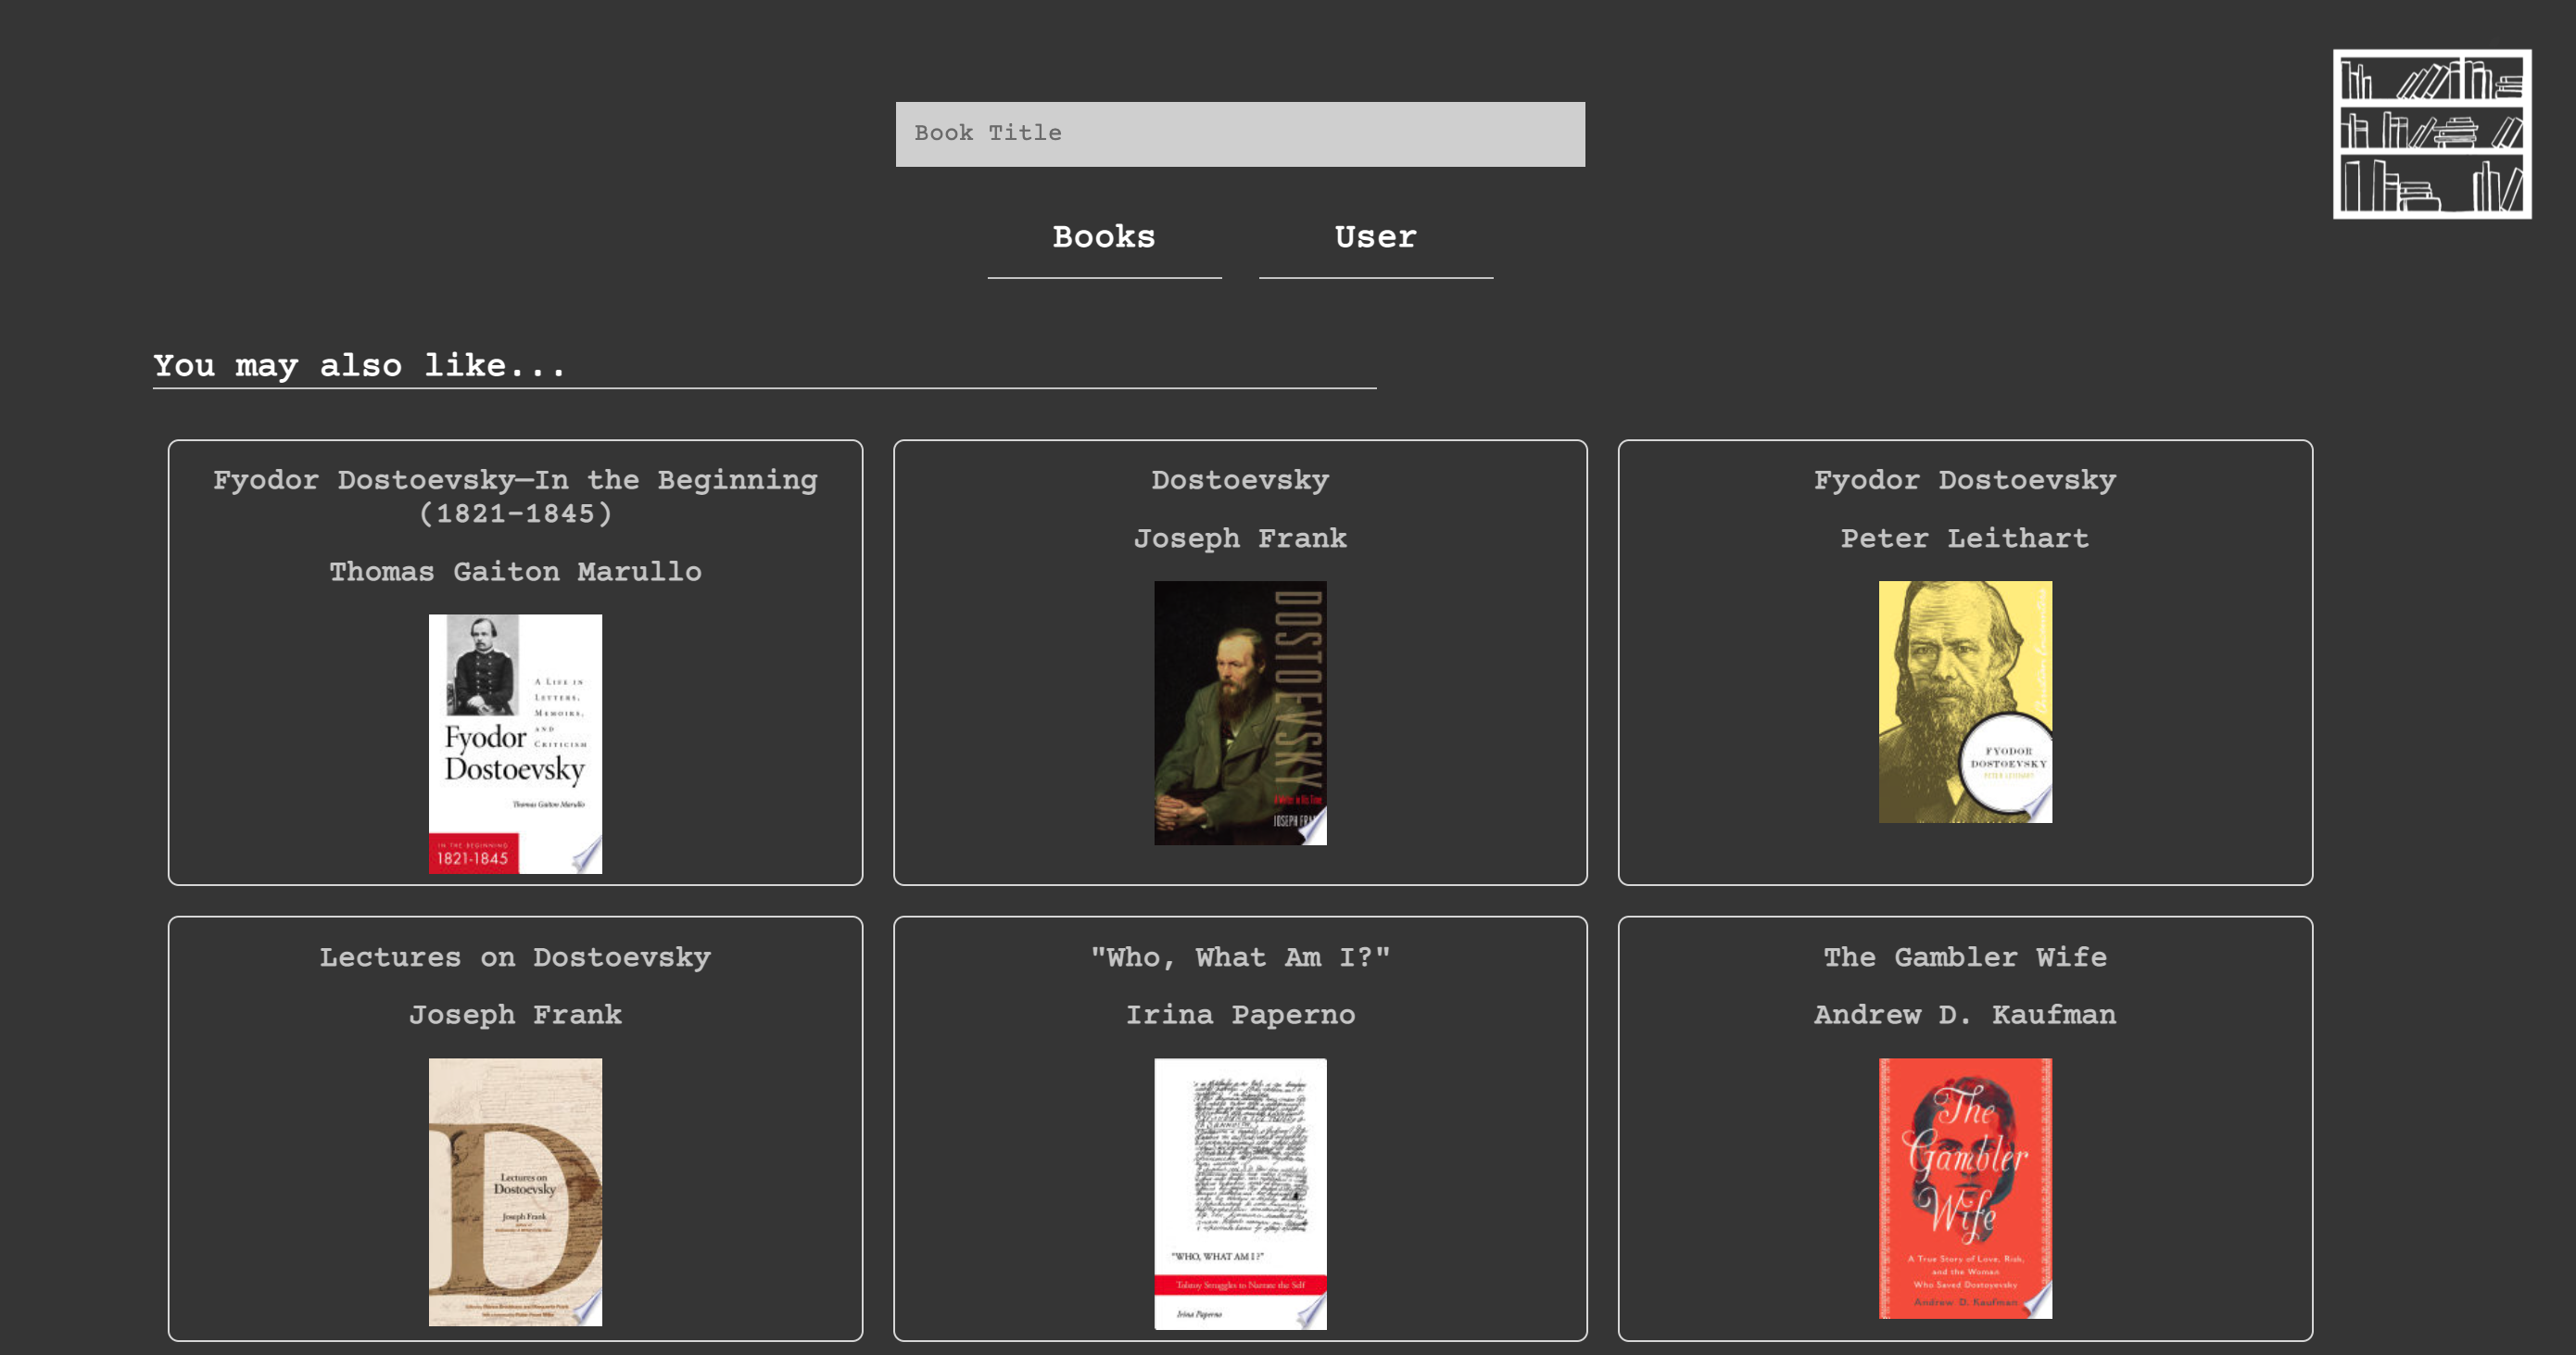 Book Title
Books
User
You may also like...
Fyodor Dostoevsky—In the Beginning
(1821–1845)
Thomas Gaiton Marullo
A Life in
Letters,
Memoirs,
and
Criticism
Fyodor
Dostoevsky
Thomas Gaiton Marullo
IN THE BEGINNING
1821-1845
Dostoevsky
Joseph Frank
DOSTOEVSKY
A Writer in His Time
JOSEPH
Fyodor Dostoevsky
Peter Leithart
Christian Encounters
FYODOR
DOSTOEVSKY
PETER LEITHART
Lectures on Dostoevsky
Joseph Frank
Lectures on
Dostoevsky
Joseph Frank
"Who, What Am I?"
Irina Paperno
"WHO, WHAT AM I?"
Tolstoy Struggles to Narrate the Self
Irina Paperno
The Gambler Wife
Andrew D. Kaufman
The
Gambler
Wife
A True Story of Love, Risk,
and the Woman
Who Saved Dostoyevsky
Andrew D. Kaufman